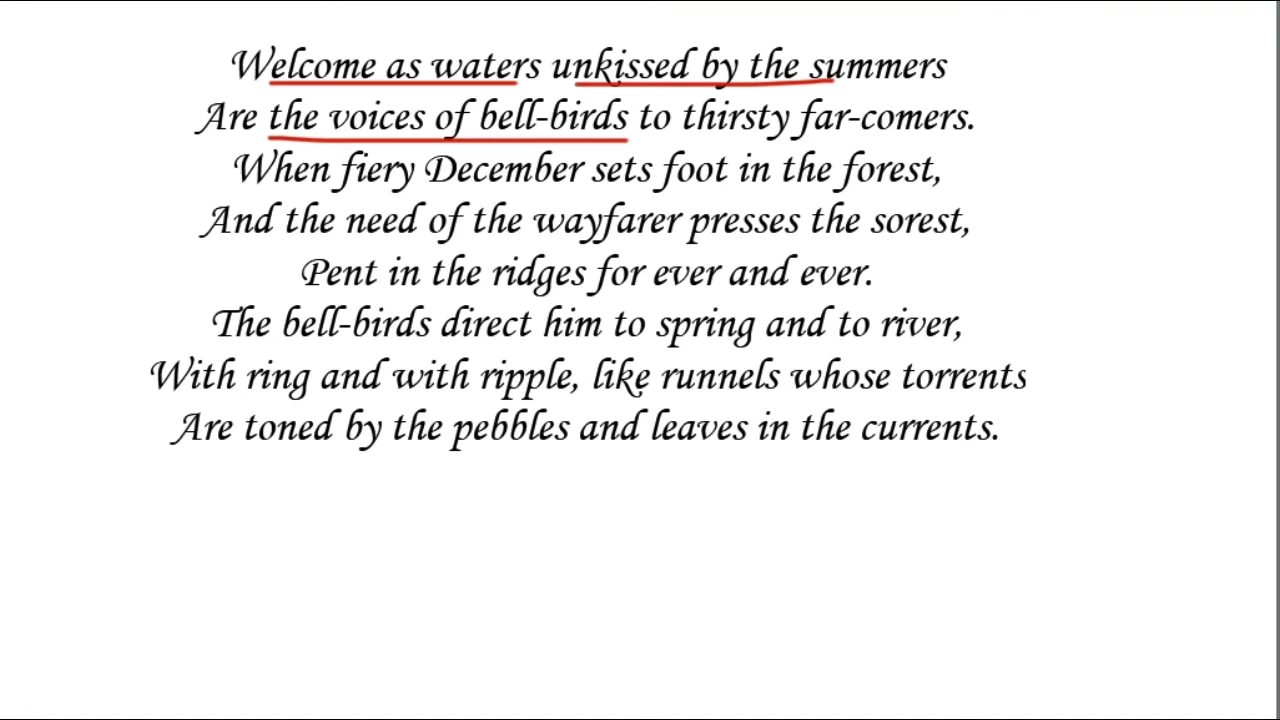 Welcome as waters unkissed by the summers
Are the voices of bell-birds to thirsty far-comers.
When fiery December sets foot in the forest,
And the need of the wayfarer presses the sorest,
Pent in the ridges for ever and ever.
The bell-birds direct him to spring and to river,
With ring and with ripple, like runnels whose torrents
Are toned by the pebbles and leaves in the currents.